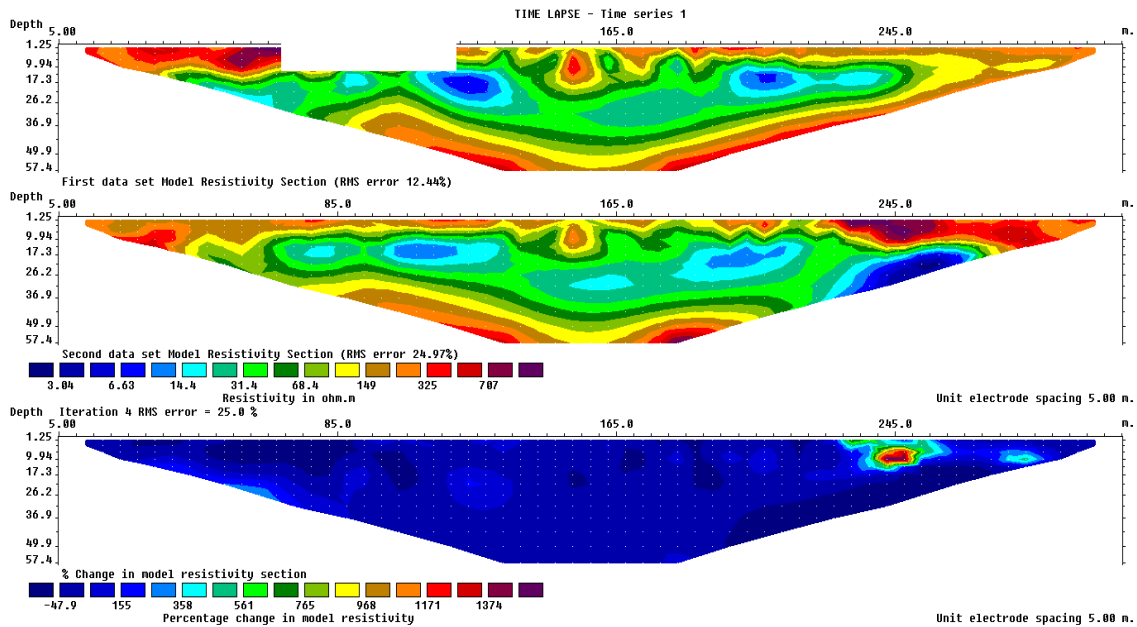 TIME LAPSE - Time series 1
Depth 5.00 165.0 245.0 m.
1.25
9.94
17.3
26.2
36.9
49.9
57.4
First data set Model Resistivity Section (RMS error 12.44%)
Depth 5.00 85.0 165.0 245.0 m.
1.25
9.94
17.3
26.2
36.9
49.9
57.4
Second data set Model Resistivity Section (RMS error 24.97%)
3.04 6.63 14.4 31.4 68.4 149 325 707
Resistivity in ohm.m
Unit electrode spacing 5.00 m.
Depth Iteration 4 RMS error = 25.0 %
5.00 85.0 165.0 245.0 m.
1.25
9.94
17.3
26.2
36.9
49.9
57.4
% Change in model resistivity section
-47.9 155 358 561 765 968 1171 1374
Percentage change in model resistivity
Unit electrode spacing 5.00 m.